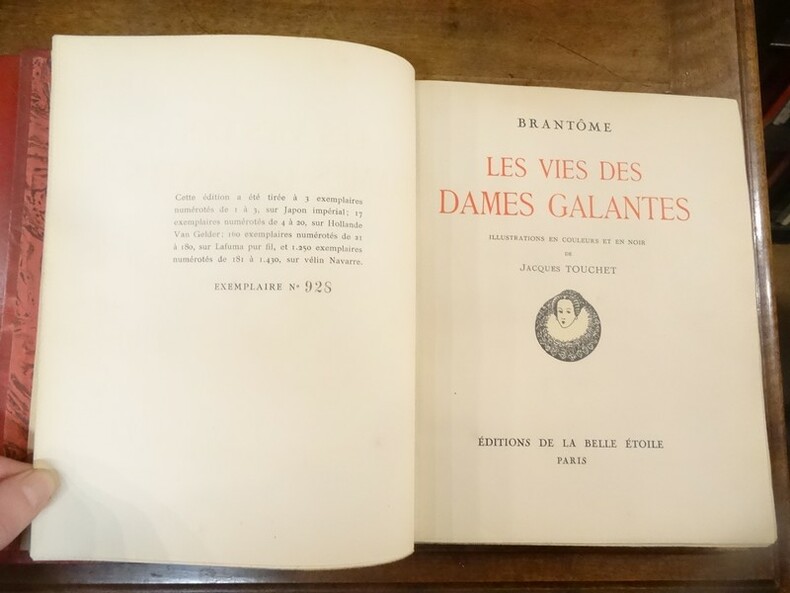 Cette édition a été tirée à 3 exemplaires
numérotés de 1 à 3, sur Japon impérial; 17
exemplaires numérotés de 4 à 20, sur Hollande
Van Gelder; 160 exemplaires numérotés de 21
à 180, sur Lafuma pur fil, et 1.250 exemplaires
numérotés de 181 à 1.430, sur vélin Navarre.
EXEMPLAIRE No 928
BRANTÔME
LES VIES DES
DAMES GALANTES
ILLUSTRATIONS EN COULEURS ET EN NOIR
DE
JACQUES TOUCHET
ÉDITIONS DE LA BELLE ÉTOILE
PARIS